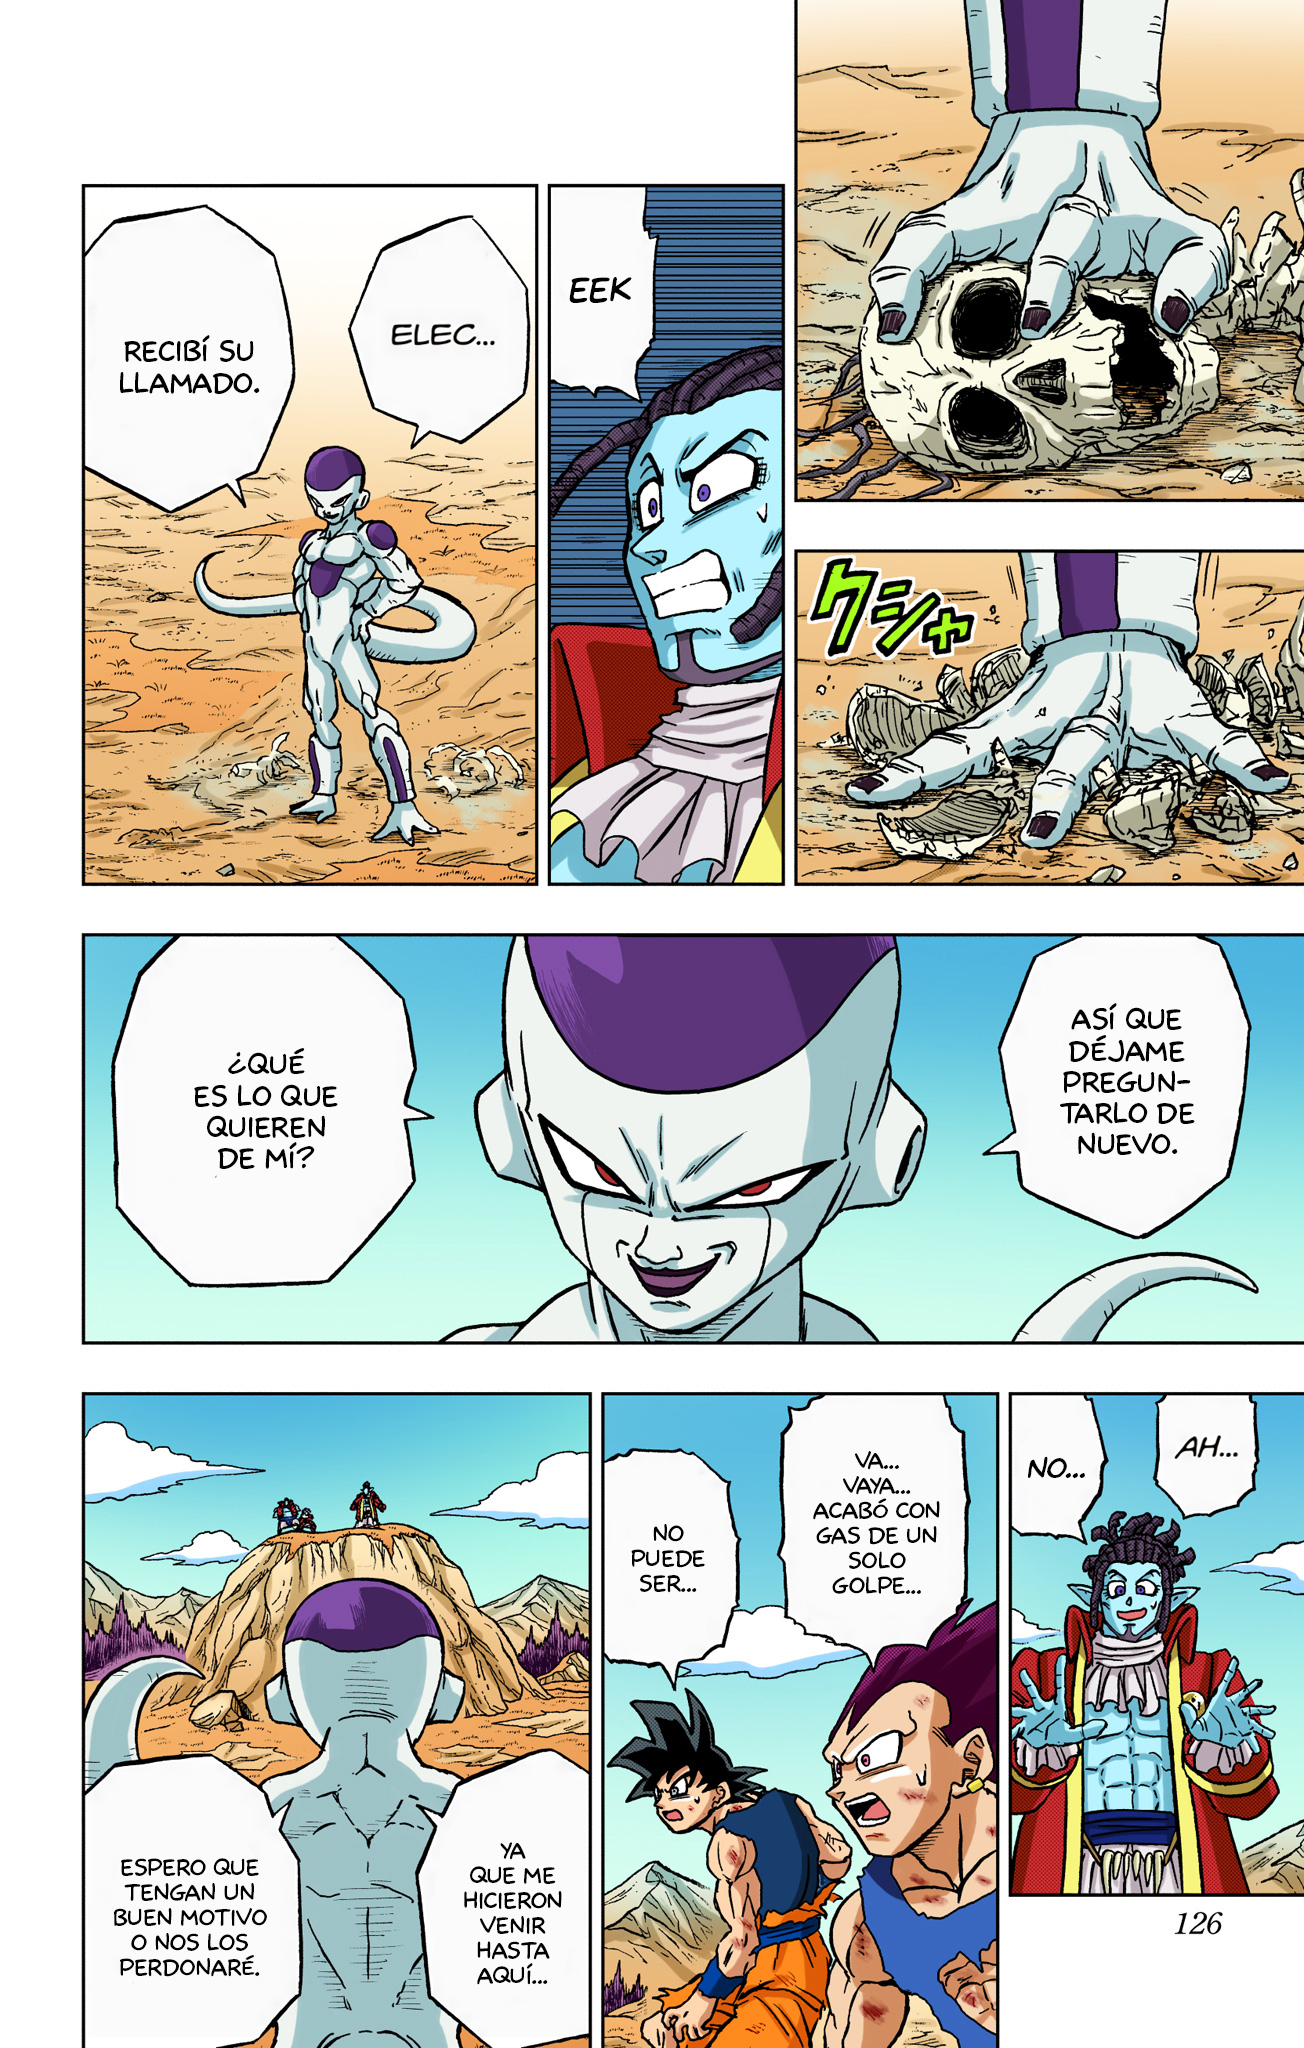 クシャ
EEK
ELEC...
RECIBÍ SU
LLAMADO.
ASÍ QUE
DÉJAME
PREGUN-
TARLO DE
NUEVO.
¿QUÉ
ES LO QUE
QUIEREN
DE MÍ?
AH...
NO...
VA...
VAYA...
ACABÓ CON
GAS DE UN
SOLO
GOLPE...
NO
PUEDE
SER...
YA
QUE ME
HICIERON
VENIR
HASTA
AQUÍ...
ESPERO QUE
TENGAN UN
BUEN MOTIVO
O NOS LOS
PERDONARÉ.
126